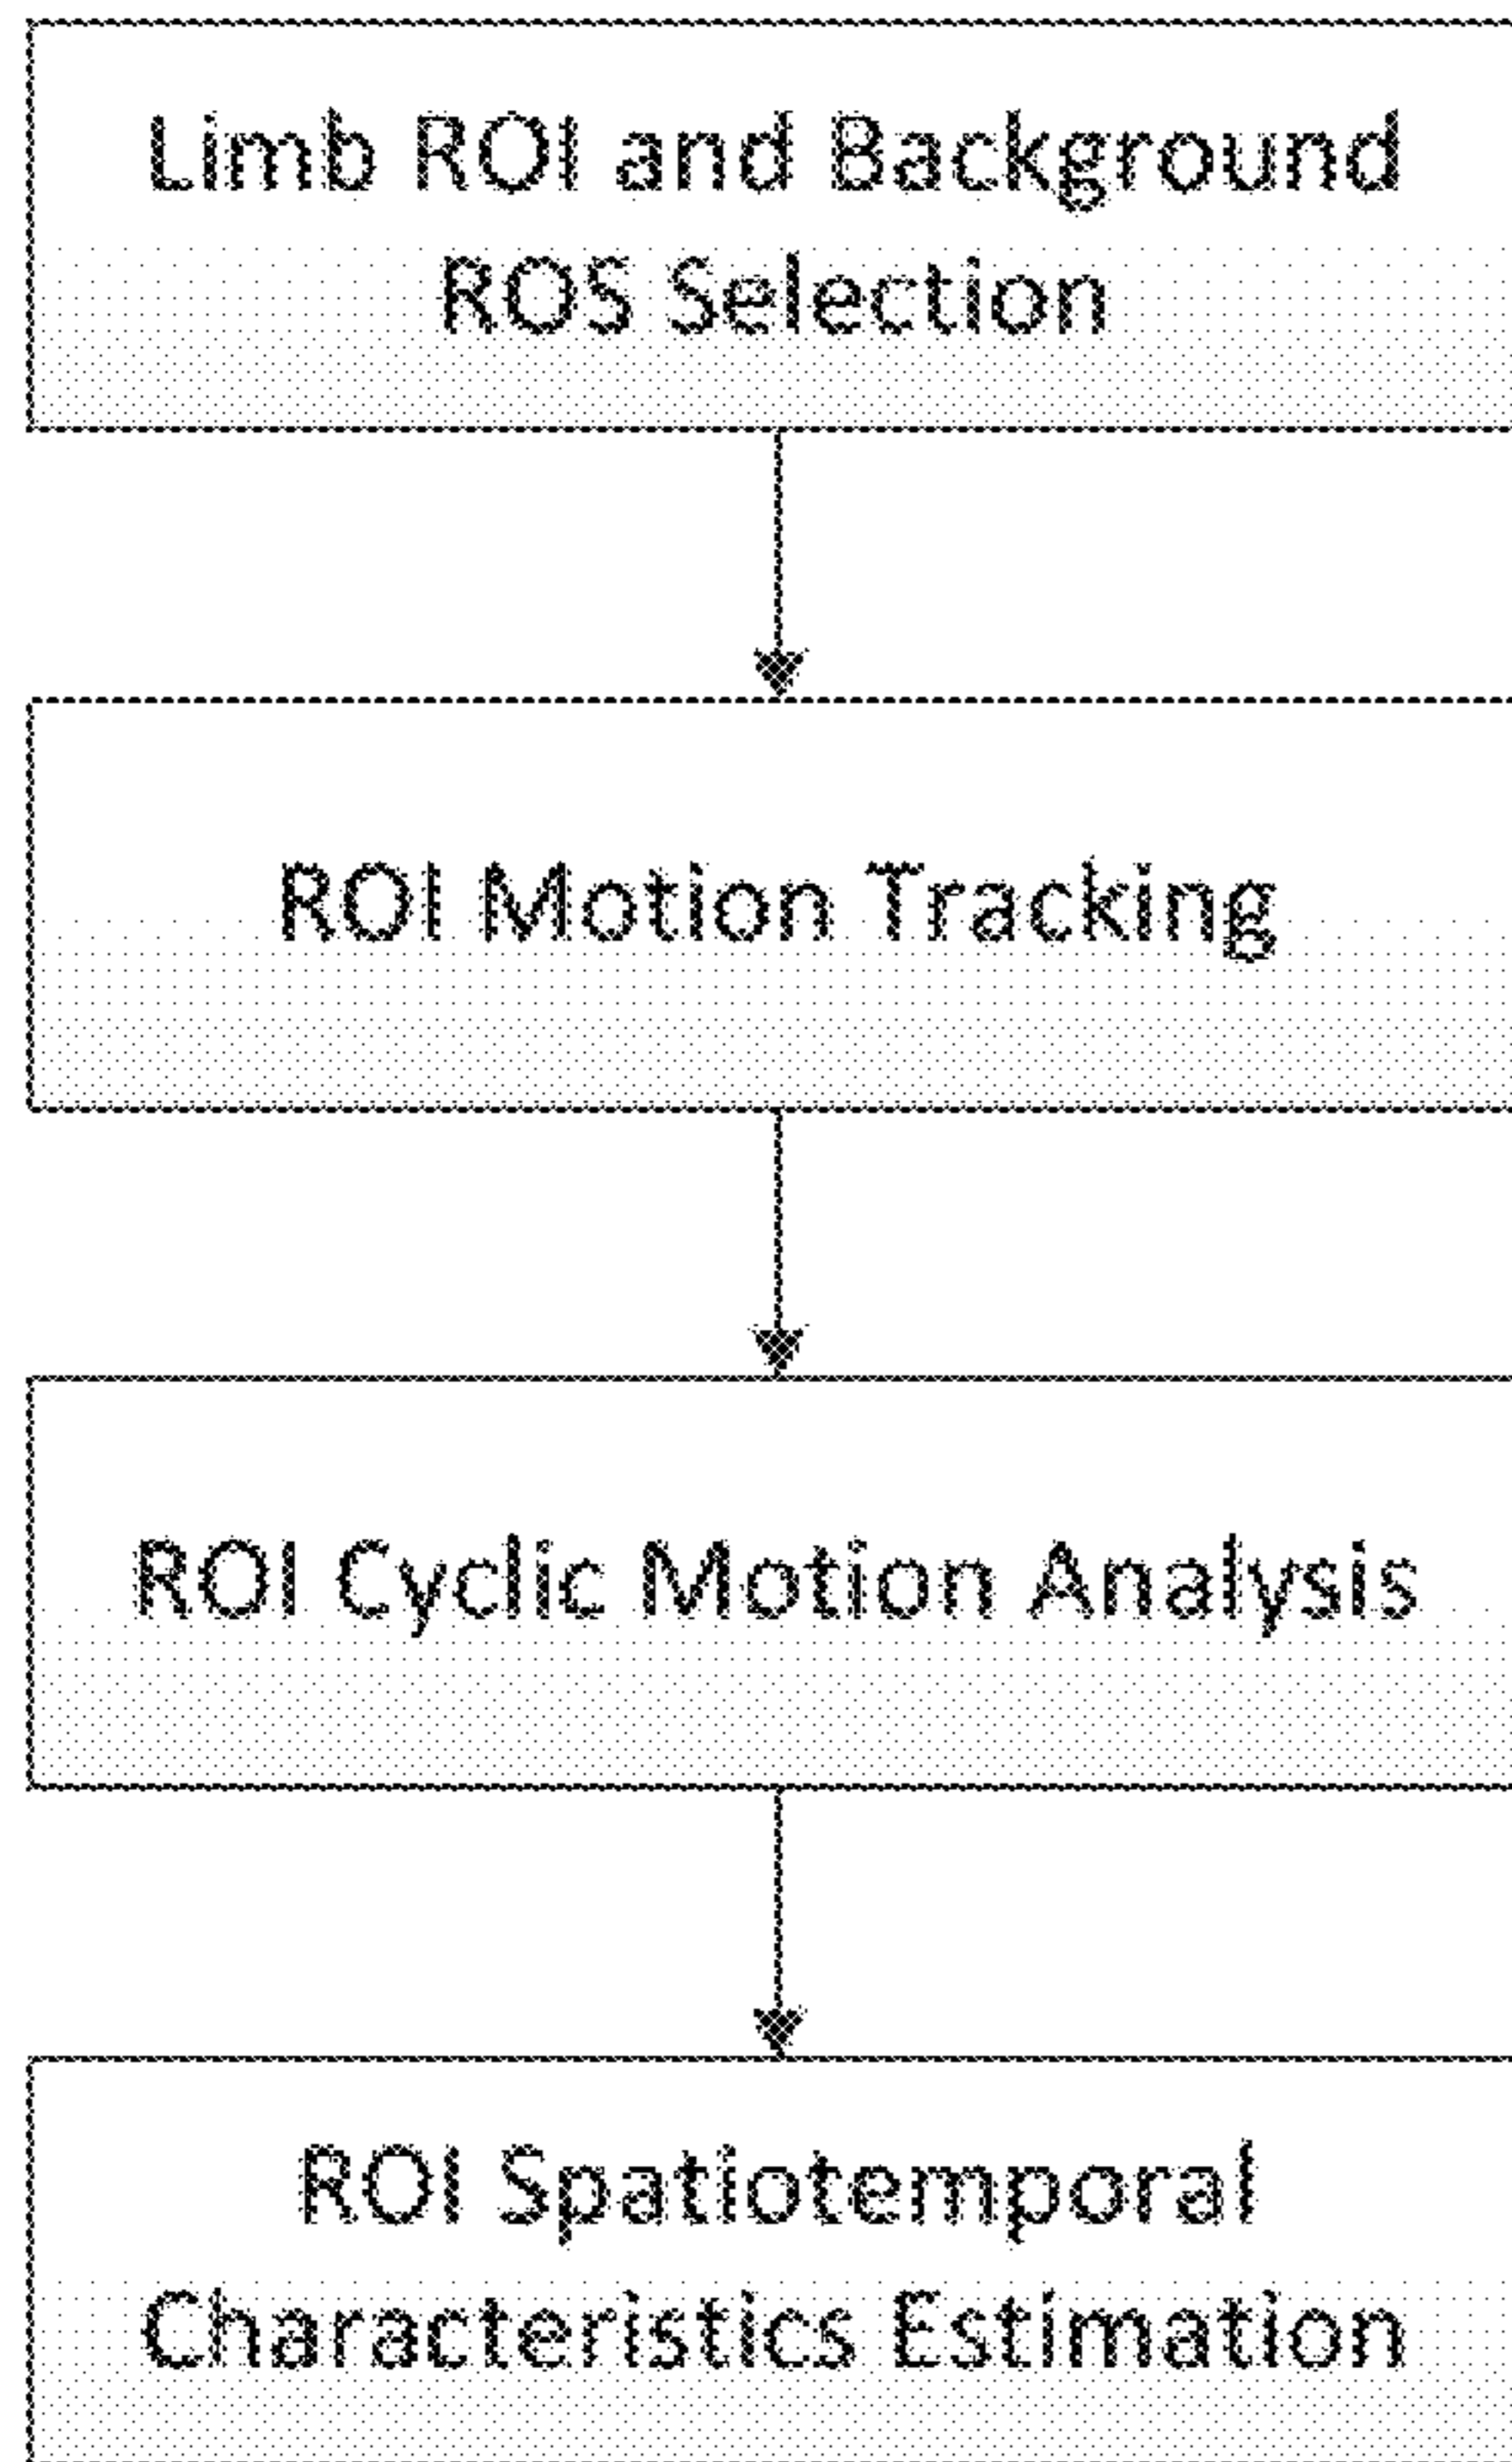 Limb ROI and Background
ROS Selection
ROI Motion Tracking
ROI Cyclic Motion Analysis
ROI Spatiotemporal
Characteristics Estimation